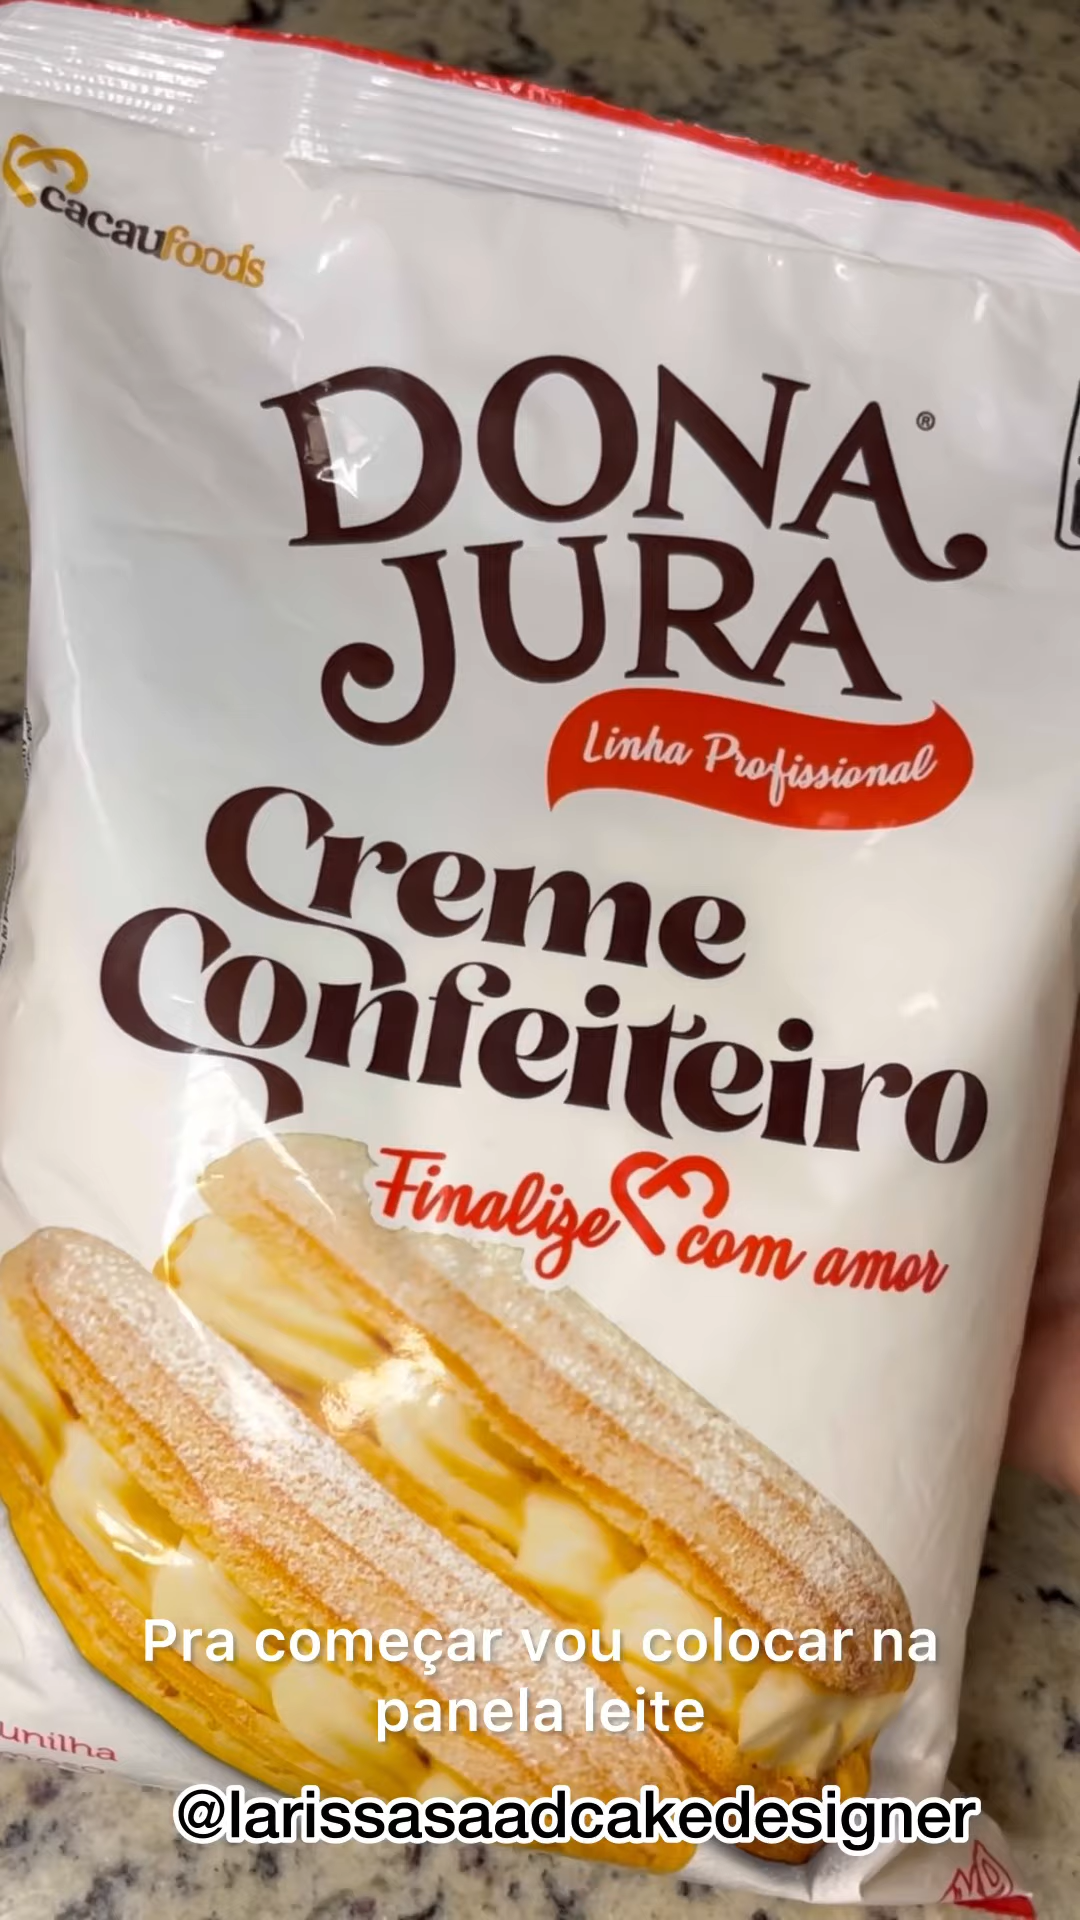 cacaufoods
DONA
JURA
®
Linha Profissional
Creme
Confeiteiro
Finalize com amor
Pra começar vou colocar na
panela leite
@larissasaadcakedesigner